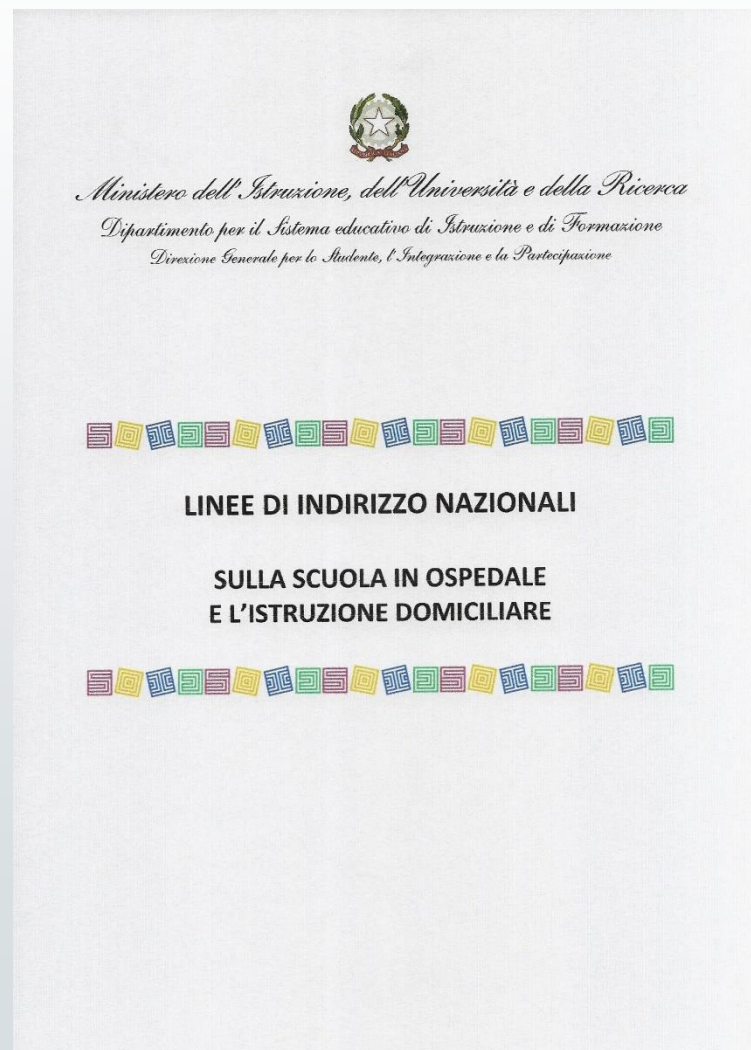 Ministero dell'Istruzione, dell'Università e della Ricerca
Dipartimento per il Sistema educativo di Istruzione e di Formazione
Direzione Generale per lo Studente, l'Integrazione e la Partecipazione
LINEE DI INDIRIZZO NAZIONALI
SULLA SCUOLA IN OSPEDALE
E L'ISTRUZIONE DOMICILIARE